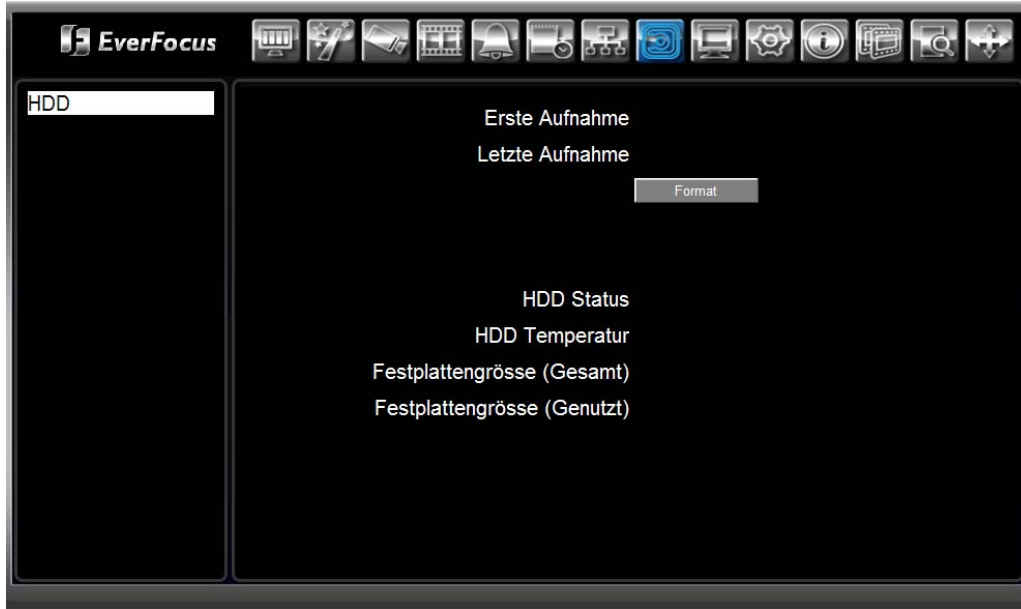 EverFocus
HDD
Erste Aufnahme
Letzte Aufnahme
Format
HDD Status
HDD Temperatur
Festplattengrösse (Gesamt)
Festplattengrösse (Genutzt)